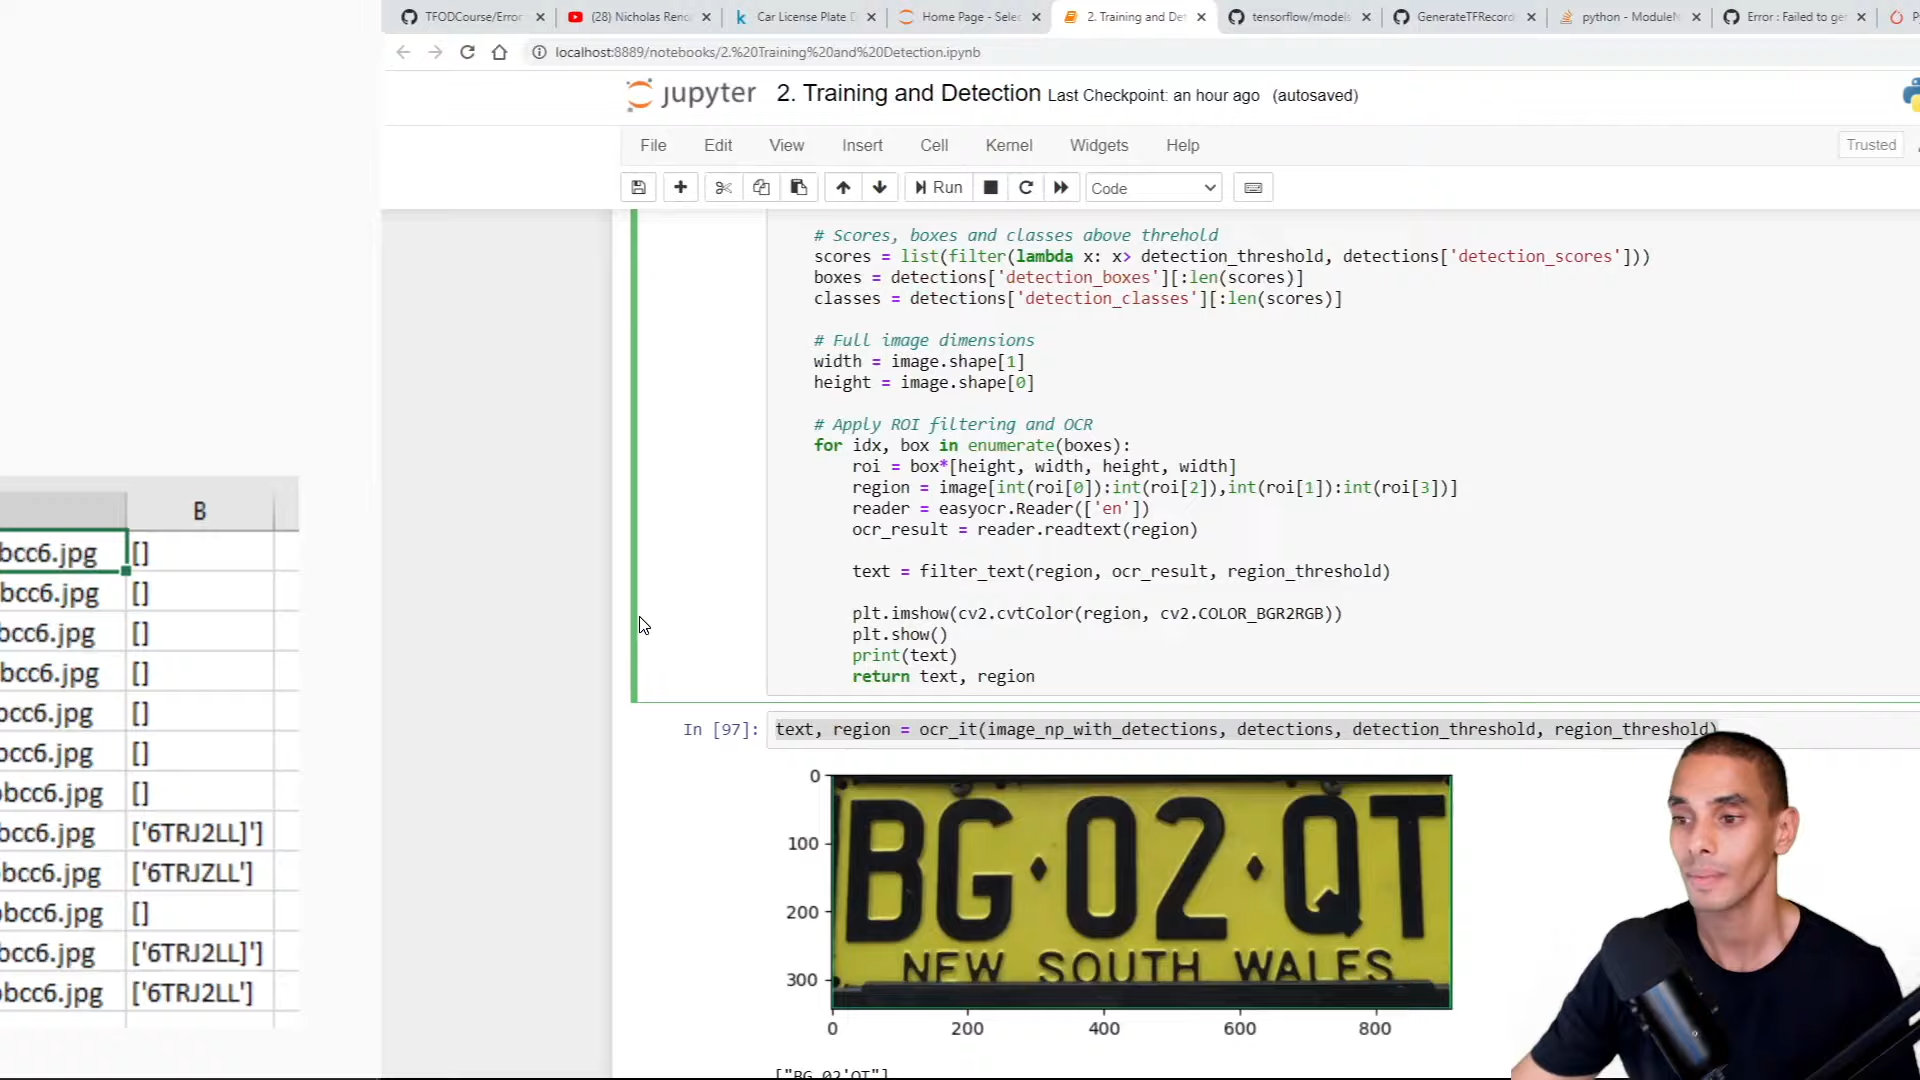 TFODCourse/Error
(28) Nicholas Reno
Car License Plate D
Home Page - Selec
2. Training and Det
tensorflow/models
GenerateTFRecord
python - ModuleN
Error : Failed to ge
localhost:8889/notebooks/2.%20Training%20and%20Detection.ipynb
jupyter 2. Training and Detection Last Checkpoint: an hour ago (autosaved)
File Edit View Insert Cell Kernel Widgets Help
Trusted
Run
Code
# Scores, boxes and classes above threhold
scores = list(filter(lambda x: x> detection_threshold, detections['detection_scores']))
boxes = detections['detection_boxes'][:len(scores)]
classes = detections['detection_classes'][:len(scores)]
# Full image dimensions
width = image.shape[1]
height = image.shape[0]
# Apply ROI filtering and OCR
for idx, box in enumerate(boxes):
roi = box*[height, width, height, width]
region = image[int(roi[0]):int(roi[2]),int(roi[1]):int(roi[3])]
reader = easyocr.Reader(['en'])
ocr_result = reader.readtext(region)
text = filter_text(region, ocr_result, region_threshold)
plt.imshow(cv2.cvtColor(region, cv2.COLOR_BGR2RGB))
plt.show()
print(text)
return text, region
In [97]: text, region = ocr_it(image_np_with_detections, detections, detection_threshold, region_threshold)
0
100
200
300
BG·02·QT
NEW SOUTH WALES
0 200 400 600 800
["BG 02'QT"]
B
bcc6.jpg []
bcc6.jpg []
bcc6.jpg []
bcc6.jpg []
bcc6.jpg []
bcc6.jpg []
bcc6.jpg []
bcc6.jpg ['6TRJ2LL]']
bcc6.jpg ['6TRJZLL']
bcc6.jpg []
bcc6.jpg ['6TRJ2LL]']
bcc6.jpg ['6TRJ2LL']